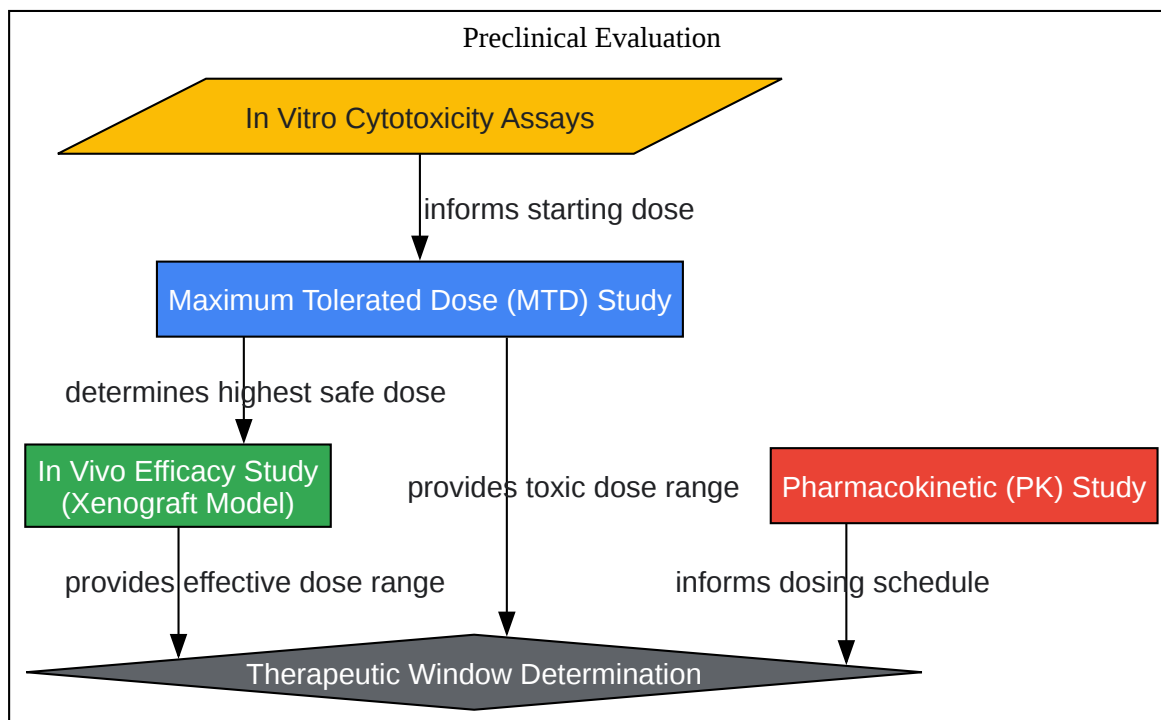 Preclinical Evaluation
In Vitro Cytotoxicity Assays
informs starting dose
Maximum Tolerated Dose (MTD) Study
determines highest safe dose
In Vivo Efficacy Study
(Xenograft Model)
provides toxic dose range
Pharmacokinetic (PK) Study
provides effective dose range
informs dosing schedule
Therapeutic Window Determination